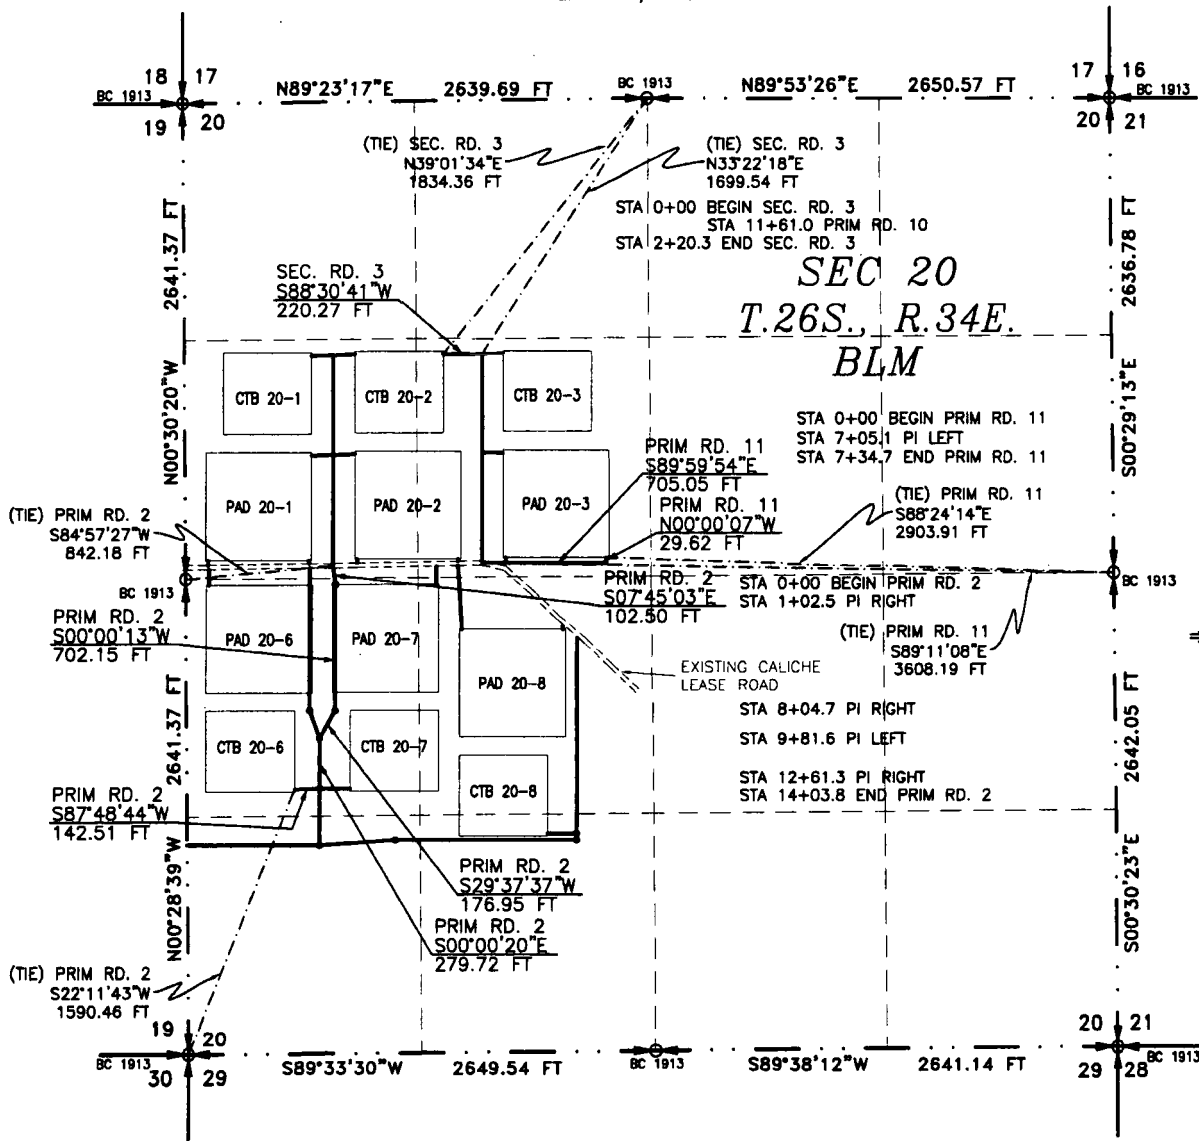 18 17
17 16
BC 1913
N89°23'17"E 2639.69 FT
BC 1913
N89°53'26"E 2650.57 FT
BC 1913
19 20
20 21
(TIE) SEC. RD. 3
N39°01'34"E
1834.36 FT
(TIE) SEC. RD. 3
N33°22'18"E
1699.54 FT
STA 0+00 BEGIN SEC. RD. 3
STA 11+61.0 PRIM RD. 10
STA 2+20.3 END SEC. RD. 3
2641.37 FT
2636.78 FT
SEC. RD. 3
S88°30'41"W
220.27 FT
SEC 20
T.26S., R.34E.
BLM
N00°30'20"W
S00°29'13"E
CTB 20-1
CTB 20-2
CTB 20-3
STA 0+00 BEGIN PRIM RD. 11
STA 7+05.1 PI LEFT
STA 7+34.7 END PRIM RD. 11
PRIM RD. 11
S89°59'54"E
705.05 FT
PRIM RD. 11
N00°00'07"W
29.62 FT
(TIE) PRIM RD. 11
S88°24'14"E
2903.91 FT
PAD 20-1
PAD 20-2
PAD 20-3
(TIE) PRIM RD. 2
S84°57'27"W
842.18 FT
BC 1913
PRIM RD. 2
S07°45'03"E
102.50 FT
STA 0+00 BEGIN PRIM RD. 2
STA 1+02.5 PI RIGHT
BC 1913
PRIM RD. 2
S00°00'13"W
702.15 FT
(TIE) PRIM RD. 11
S89°11'08"E
3608.19 FT
PAD 20-6
PAD 20-7
PAD 20-8
EXISTING CALICHE
LEASE ROAD
STA 8+04.7 PI RIGHT
STA 9+81.6 PI LEFT
STA 12+61.3 PI RIGHT
STA 14+03.8 END PRIM RD. 2
2641.37 FT
2642.05 FT
CTB 20-6
CTB 20-7
CTB 20-8
PRIM RD. 2
S87°48'44"W
142.51 FT
N00°28'39"W
S00°30'23"E
PRIM RD. 2
S29°37'37"W
176.95 FT
PRIM RD. 2
S00°00'20"E
279.72 FT
(TIE) PRIM RD. 2
S22°11'43"W
1590.46 FT
19 20
20 21
BC 1913
S89°33'30"W 2649.54 FT
BC 1913
S89°38'12"W 2641.14 FT
BC 1913
30 29
29 28